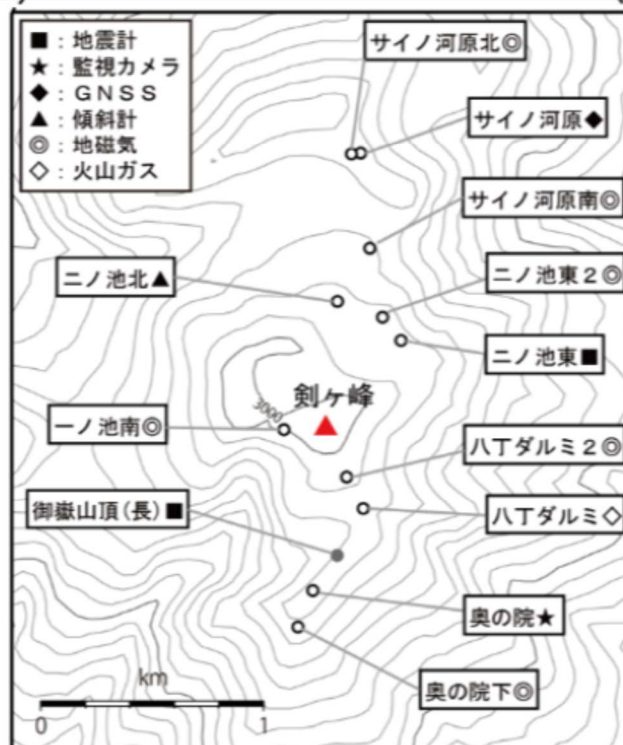 ■：地震計
★：監視カメラ
◆：ＧＮＳＳ
▲：傾斜計
◎：地磁気
◇：火山ガス
サイノ河原北◎
サイノ河原◆
サイノ河原南◎
二ノ池北▲
二ノ池東２◎
二ノ池東■
剣ヶ峰
3000
一ノ池南◎
八丁ダルミ２◎
御嶽山頂(長)■
八丁ダルミ◇
奥の院★
奥の院下◎
km
0
1